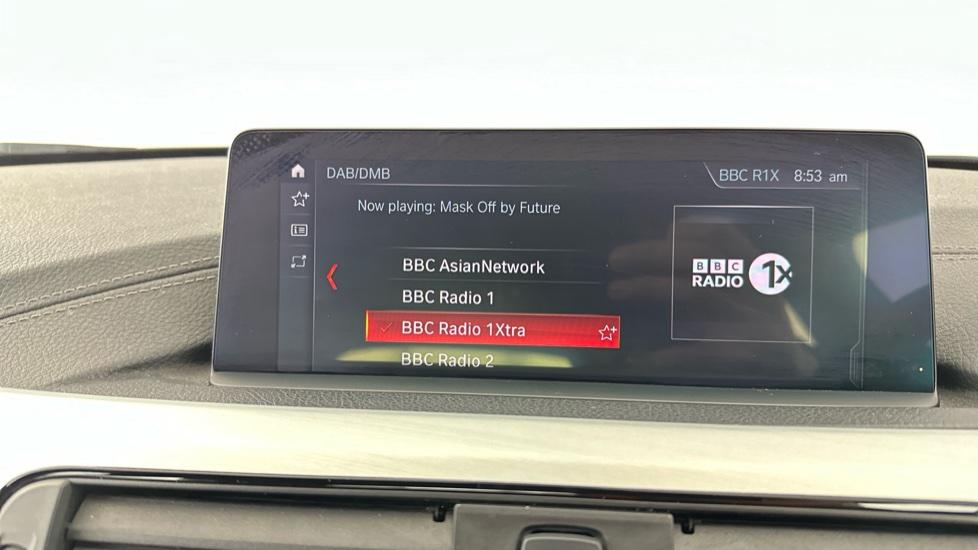 DAB/DMB
BBC R1X 8:53 am
Now playing: Mask Off by Future
BBC AsianNetwork
BBC Radio 1
BBC Radio 1Xtra
BBC Radio 2
BBC
RADIO 1X